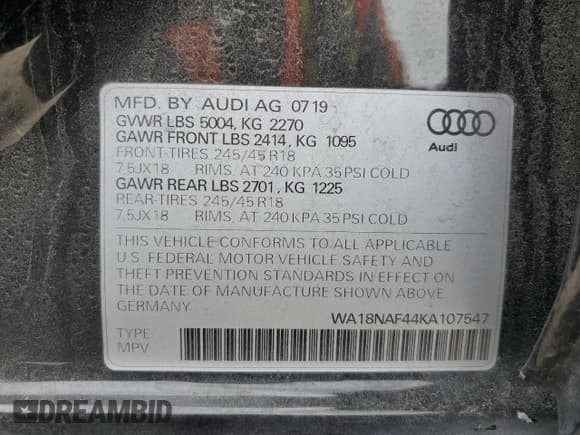 MFD. BY AUDI AG 07 19
GVWR LBS 5004, KG 2270
GAWR FRONT LBS 2414, KG 1095
FRONT-TIRES 245/45 R18
7.5JX18 RIMS, AT 240 KPA 35 PSI COLD
GAWR REAR LBS 2701, KG 1225
REAR-TIRES 245/45 R18
7.5JX18 RIMS, AT 240 KPA 35 PSI COLD
THIS VEHICLE CONFORMS TO ALL APPLICABLE
U.S. FEDERAL MOTOR VEHICLE SAFETY AND
THEFT PREVENTION STANDARDS IN EFFECT ON
THE DATE OF MANUFACTURE SHOWN ABOVE
GERMANY
WA18NAF44KA107547
TYPE
MPV
Audi
DREAMBID